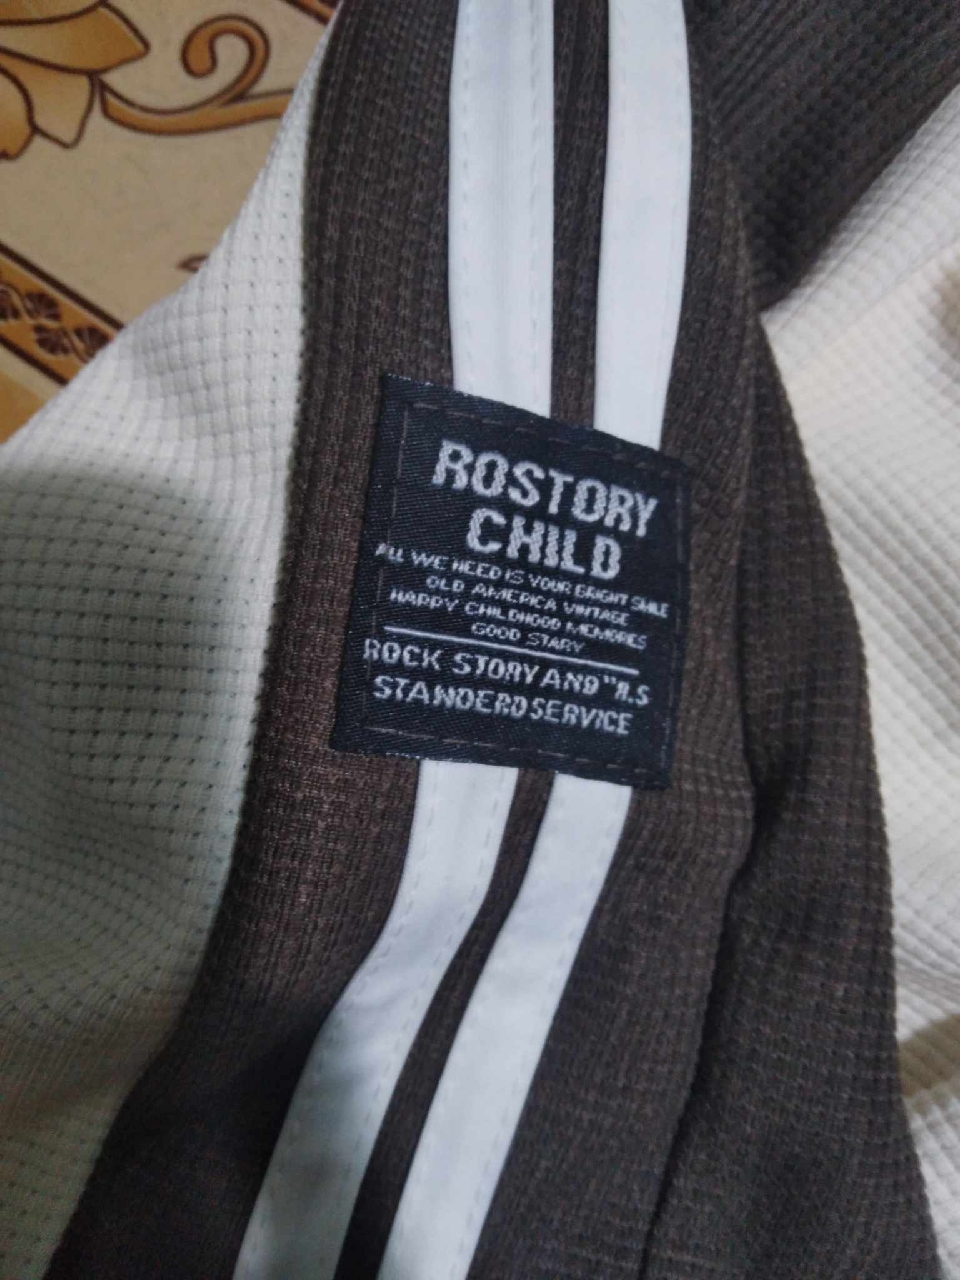 ROSTORY
CHILD
ALL WE NEED IS YOUR BRIGHT SMILE
OLD AMERICA VINTAGE
HAPPY CHILDHOOD MEMORIES
GOOD STARY
ROCK STORY AND "R.S
STANDERD SERVICE